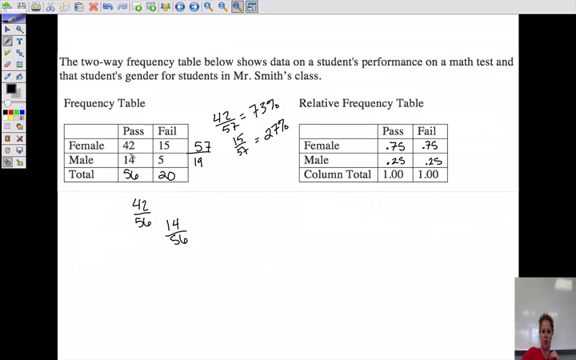 The two-way frequency table below shows data on a student's performance on a math test and
that student's gender for students in Mr. Smith's class.
Frequency Table
Pass Fail
Female 42 15 57
Male 14 5 19
Total 56 20
42/57 = 73%
15/57 = 27%
42/56
14/56
Relative Frequency Table
Pass Fail
Female .75 .75
Male .25 .25
Column Total 1.00 1.00